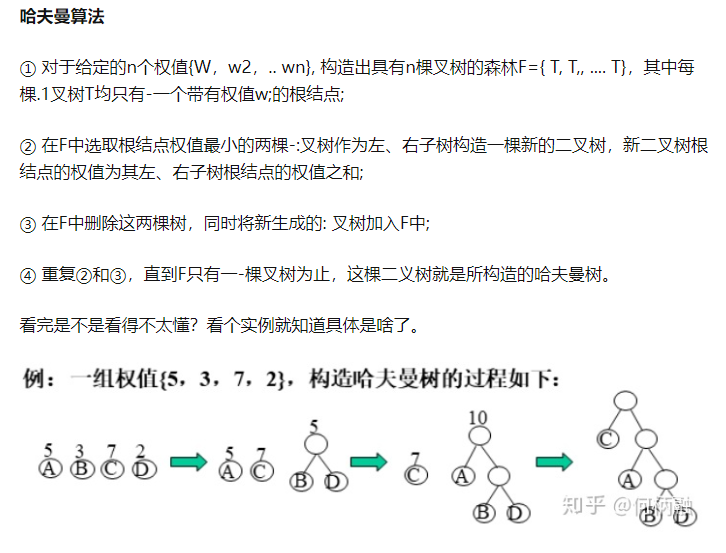 哈夫曼算法
① 对于给定的n个权值{W，w2，.. wn}, 构造出具有n棵叉树的森林F={ T, T,, .... T}，其中每
棵.1叉树T均只有-一个带有权值w;的根结点;
② 在F中选取根结点权值最小的两棵-:叉树作为左、右子树构造一棵新的二叉树，新二叉树根
结点的权值为其左、右子树根结点的权值之和;
③ 在F中删除这两棵树，同时将新生成的: 叉树加入F中;
④ 重复②和③，直到F只有一-棵叉树为止，这棵二义树就是所构造的哈夫曼树。
看完是不是看得不太懂？看个实例就知道具体是啥了。
例：一组权值{5，3，7，2}，构造哈夫曼树的过程如下：
5 3 7 2 5 7 5 7 10
A B C D A C B D C A B D C A B D
知乎 @何柄融